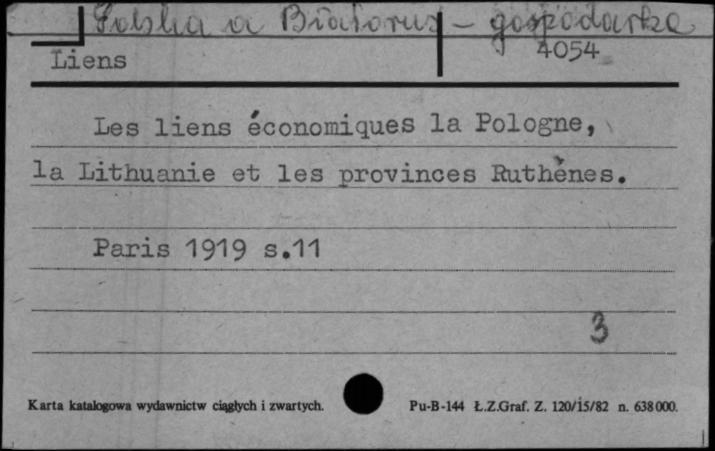 Polska a Białoruś - gospodarka
4054
Liens
Les liens économiques la Pologne,
la Lithuanie et les provinces Ruthènes.
Paris 1919 s.11
3
Karta katalogowa wydawnictw ciągłych i zwartych.
Pu-B-144 Ł.Z.Graf. Z. 120/15/82 n. 638000.